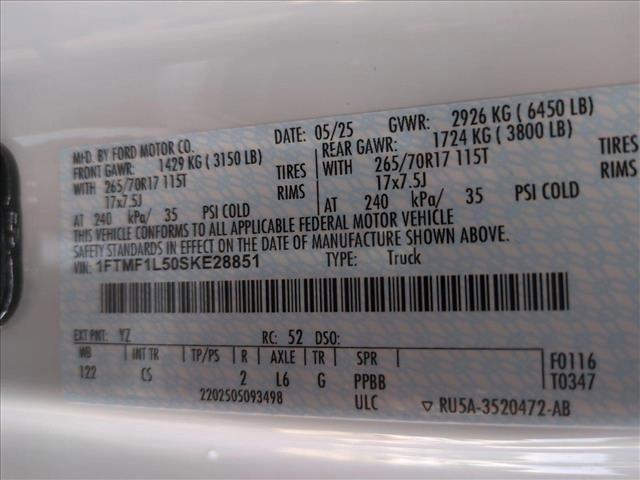 MFD. BY FORD MOTOR CO. DATE: 05/25 GVWR: 2926 KG ( 6450 LB)
FRONT GAWR: 1429 KG ( 3150 LB) REAR GAWR: 1724 KG ( 3800 LB)
WITH 265/70R17 115T TIRES WITH 265/70R17 115T TIRES
17x7.5J RIMS 17x7.5J RIMS
AT 240 kPa/ 35 PSI COLD AT 240 kPa/ 35 PSI COLD
THIS VEHICLE CONFORMS TO ALL APPLICABLE FEDERAL MOTOR VEHICLE
SAFETY STANDARDS IN EFFECT ON THE DATE OF MANUFACTURE SHOWN ABOVE.
VIN: 1FTMF1L50SKE28851 TYPE: Truck
EXT PNT: YZ RC: 52 DSO:
WB INT TR TP/PS R AXLE TR SPR F0116
122 CS 2 L6 G PPBB T0347
2202505093498 ULC ▽ RU5A-3520472-AB